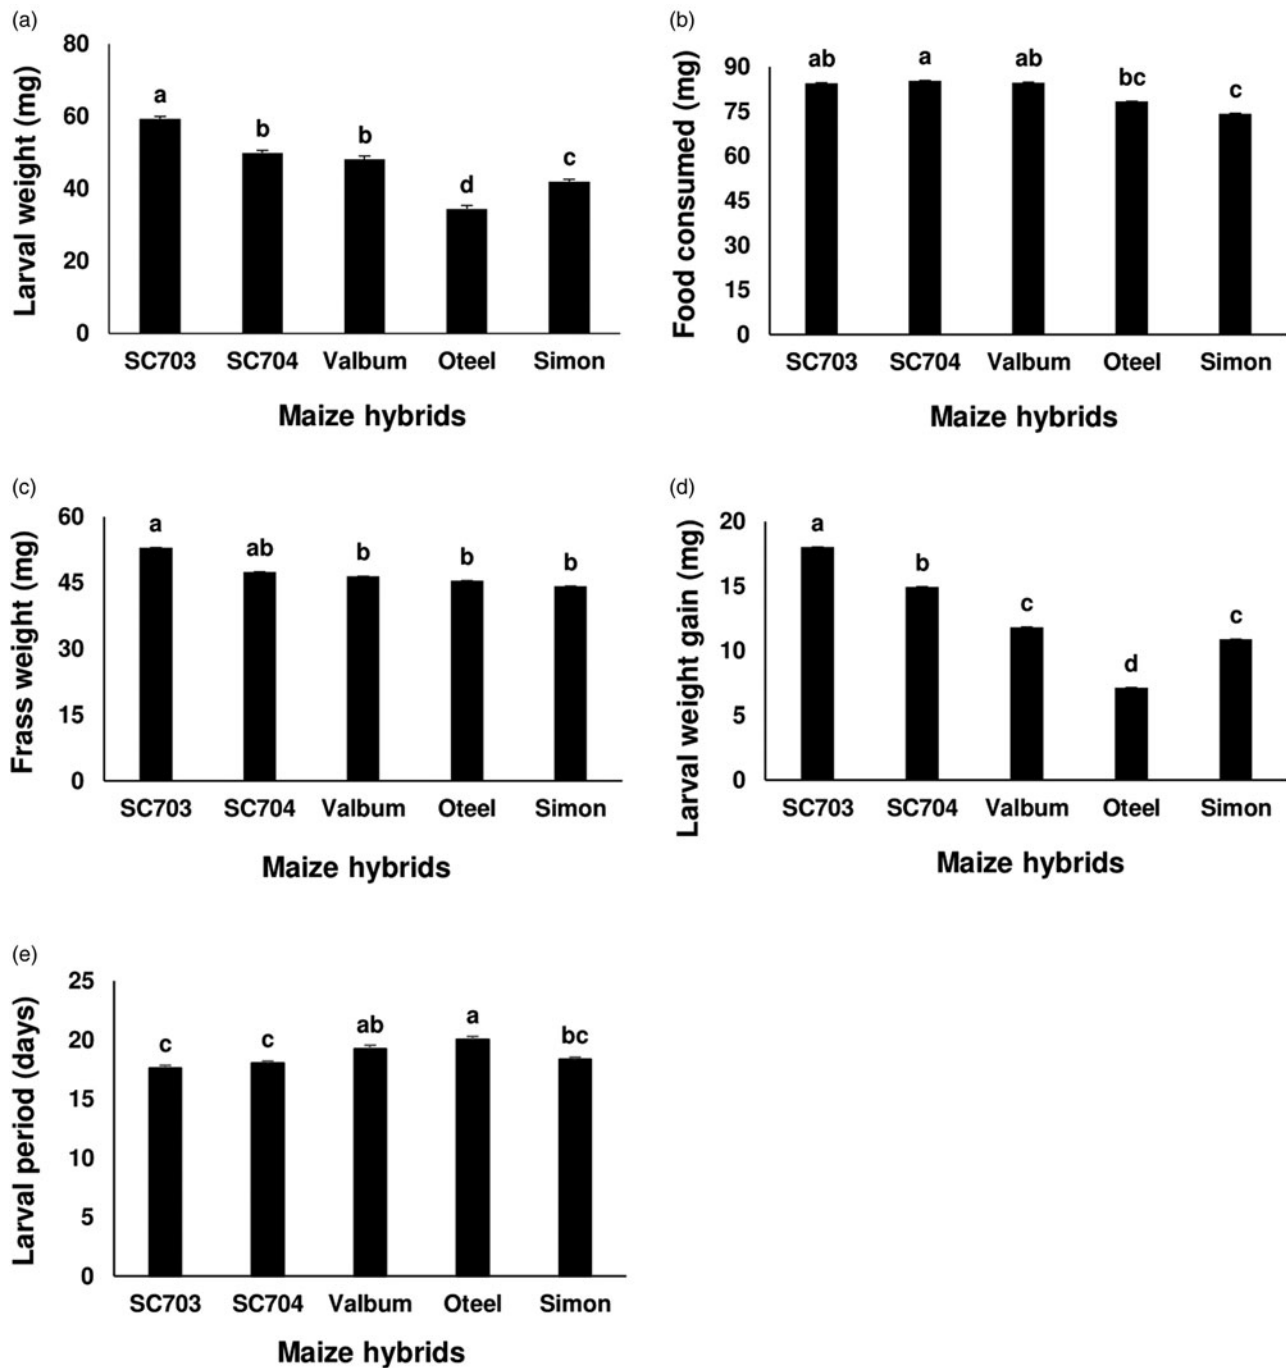 (a)
Larval weight (mg)
80
60
40
20
0
a
b
b
d
c
SC703 SC704 Valbum Oteel Simon
Maize hybrids
(b)
Food consumed (mg)
90
75
60
45
30
15
0
ab
a
ab
bc
c
SC703 SC704 Valbum Oteel Simon
Maize hybrids
(c)
Frass weight (mg)
60
45
30
15
0
a
ab
b
b
b
SC703 SC704 Valbum Oteel Simon
Maize hybrids
(d)
Larval weight gain (mg)
20
15
10
5
0
a
b
c
d
c
SC703 SC704 Valbum Oteel Simon
Maize hybrids
(e)
Larval period (days)
25
20
15
10
5
0
c
c
ab
a
bc
SC703 SC704 Valbum Oteel Simon
Maize hybrids